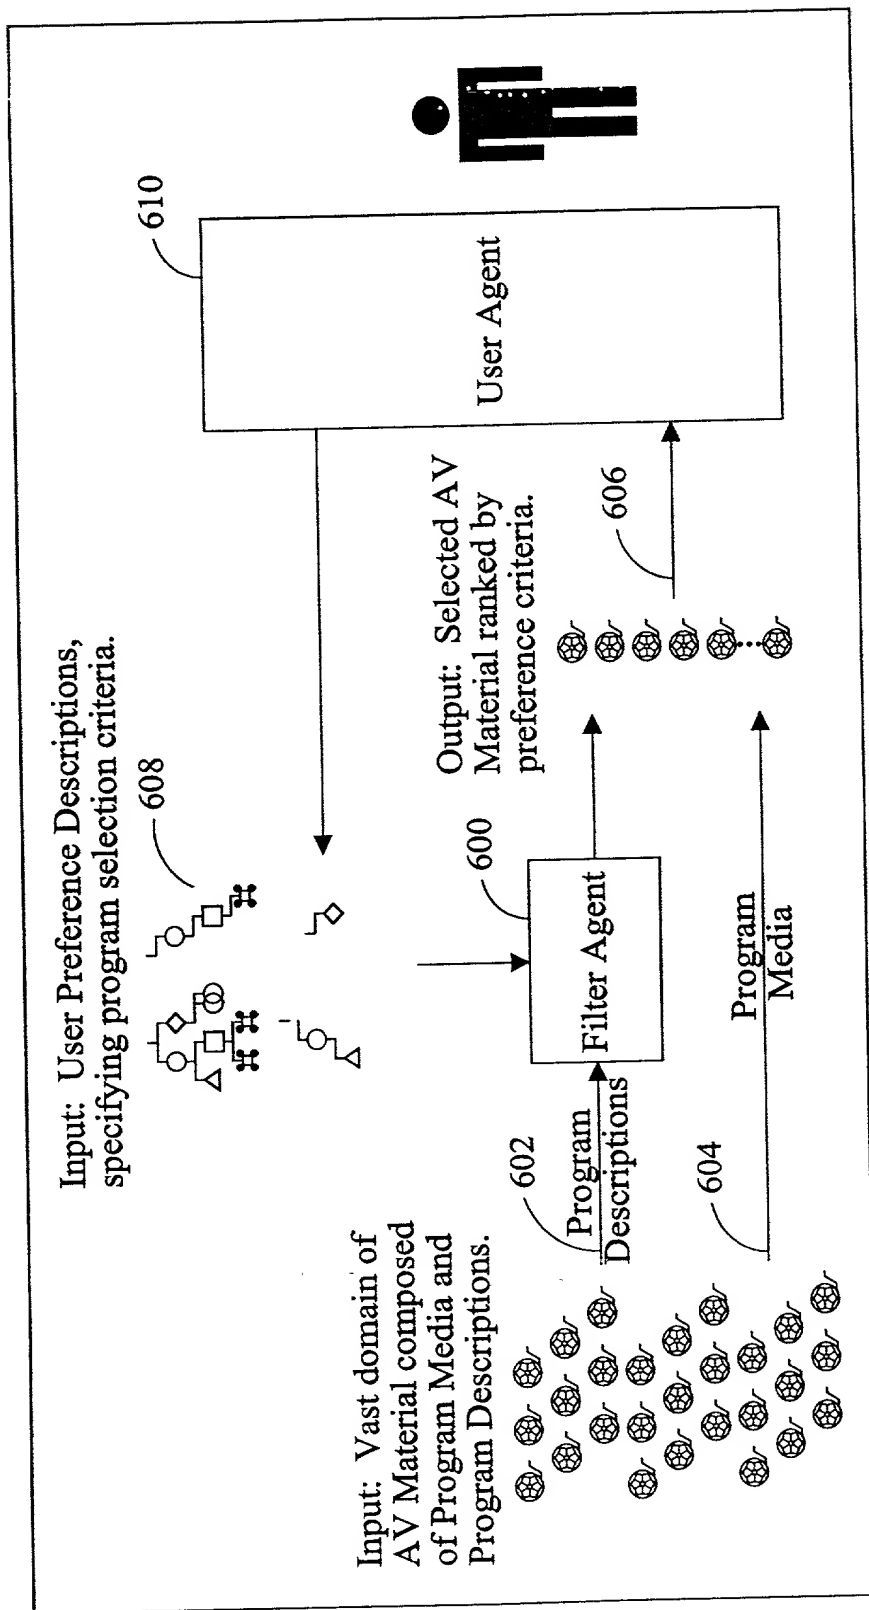 Input: User Preference Descriptions,
specifying program selection criteria.
608
610
Input: Vast domain of
AV Material composed
of Program Media and
Program Descriptions.
602
Program
Descriptions
600
Filter Agent
Output: Selected AV
Material ranked by
preference criteria.
606
User Agent
604
Program
Media